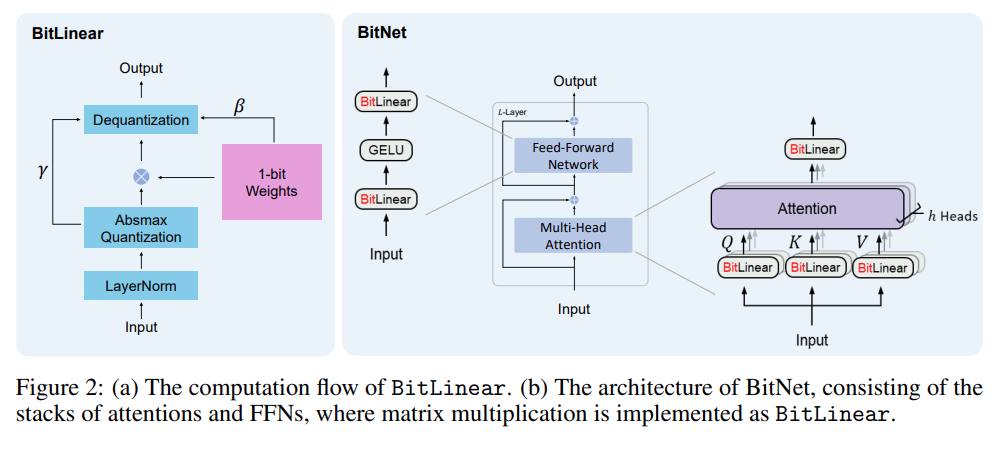 BitLinear
Output
Dequantization
β
γ
1-bit
Weights
Absmax
Quantization
LayerNorm
Input
BitNet
BitLinear
GELU
BitLinear
Input
Output
L-Layer
Feed-Forward
Network
Multi-Head
Attention
Input
BitLinear
Attention
h Heads
Q K V
BitLinear BitLinear BitLinear
Input
Figure 2: (a) The computation flow of BitLinear. (b) The architecture of BitNet, consisting of the
stacks of attentions and FFNs, where matrix multiplication is implemented as BitLinear.